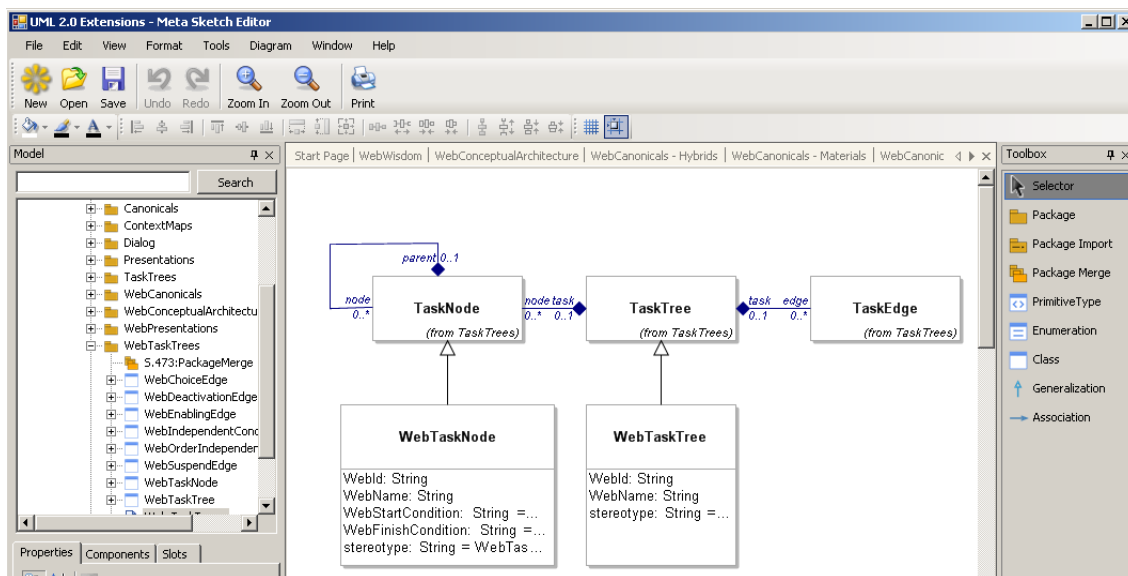 UML 2.0 Extensions - Meta Sketch Editor
File Edit View Format Tools Diagram Window Help
New Open Save Undo Redo Zoom In Zoom Out Print
Model
Search
Canonicals
ContextMaps
Dialog
Presentations
TaskTrees
WebCanonicals
WebConceptualArchitectu
WebPresentations
WebTaskTrees
S.473:PackageMerge
WebChoiceEdge
WebDeactivationEdge
WebEnablingEdge
WebIndependentConc
WebOrderIndependen
WebSuspendEdge
WebTaskNode
WebTaskTree
Properties Components Slots
Start Page WebWisdom WebConceptualArchitecture WebCanonicals - Hybrids WebCanonicals - Materials WebCanonic
parent 0..1
node
0..*
TaskNode
(from TaskTrees)
node task
0..* 0..1
TaskTree
(from TaskTrees)
task edge
0..1 0..*
TaskEdge
(from TaskTrees)
WebTaskNode
WebId: String
WebName: String
WebStartCondition: String =...
WebFinishCondition: String =...
stereotype: String = WebTas...
WebTaskTree
WebId: String
WebName: String
stereotype: String =...
Toolbox
Selector
Package
Package Import
Package Merge
PrimitiveType
Enumeration
Class
Generalization
Association